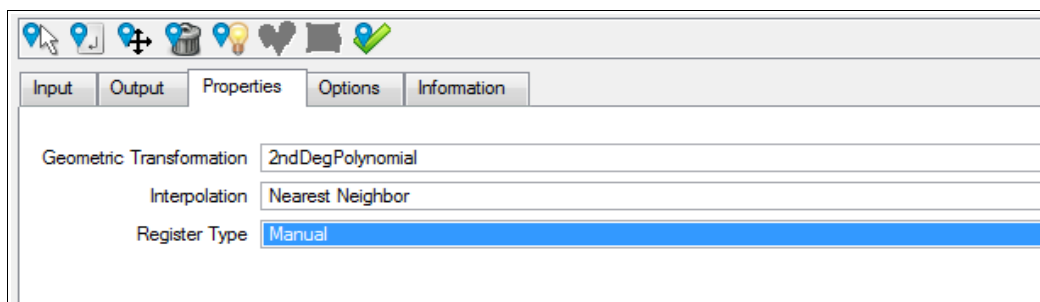 Input Output Properties Options Information
Geometric Transformation 2ndDegPolynomial
Interpolation Nearest Neighbor
Register Type Manual